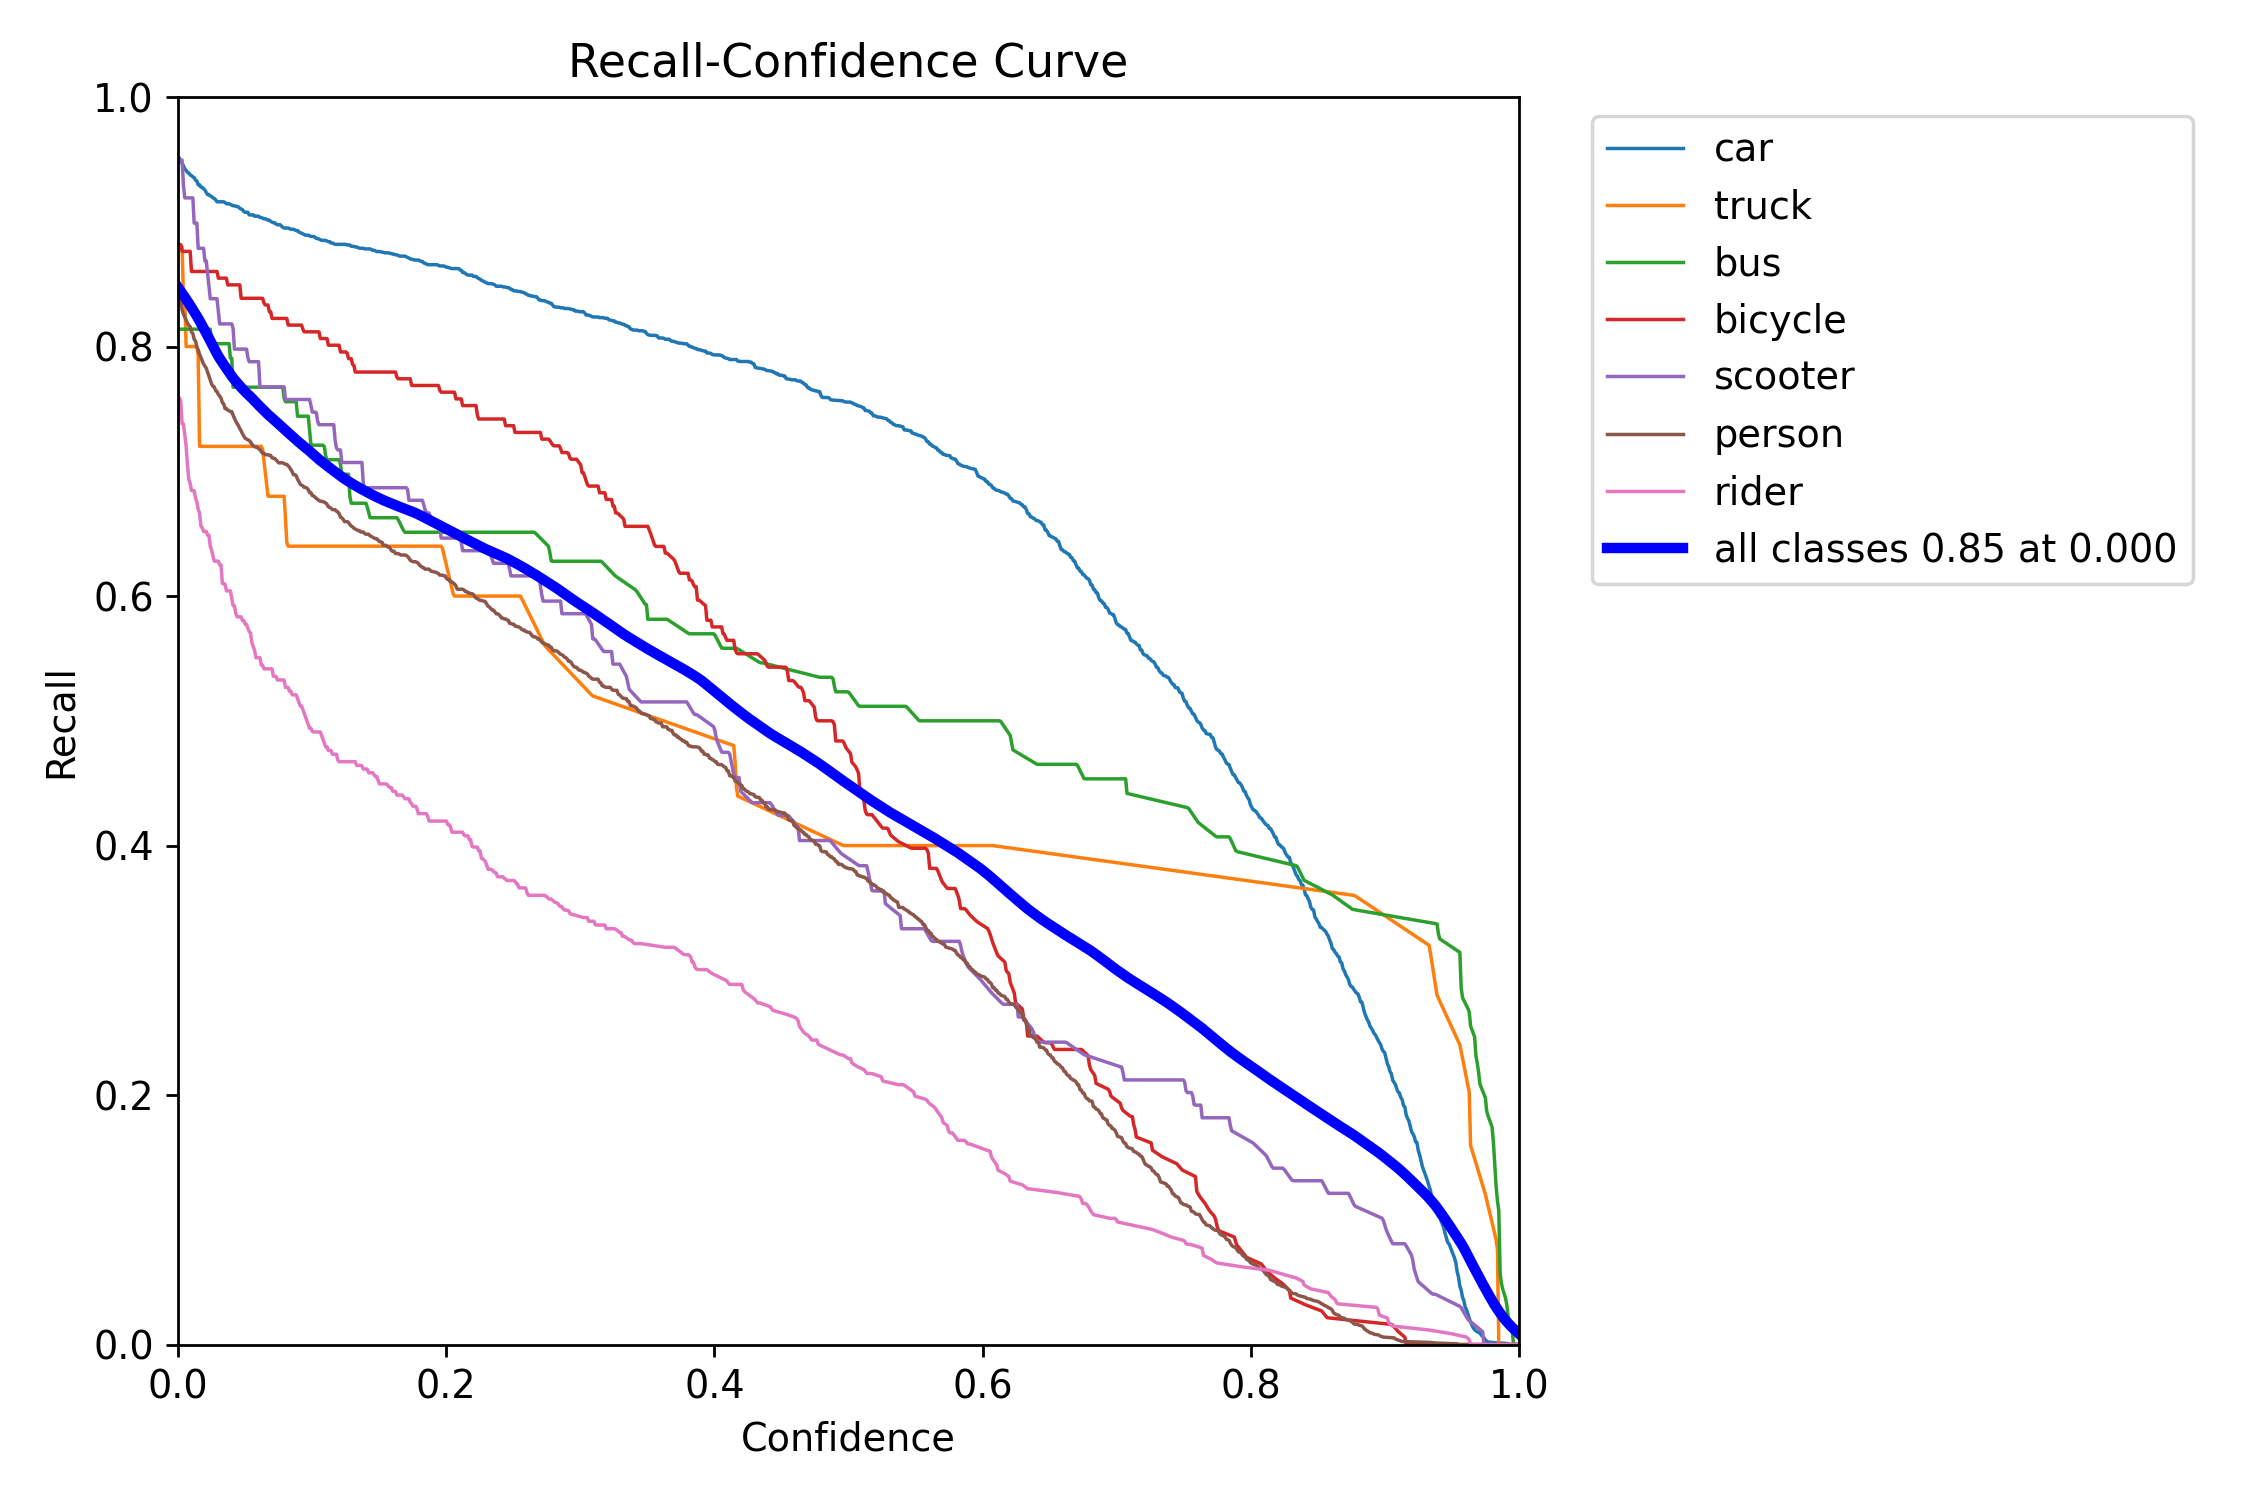 Recall-Confidence Curve
1.0
0.8
0.6
0.4
0.2
0.0
Recall
0.0 0.2 0.4 0.6 0.8 1.0
Confidence
car
truck
bus
bicycle
scooter
person
rider
all classes 0.85 at 0.000